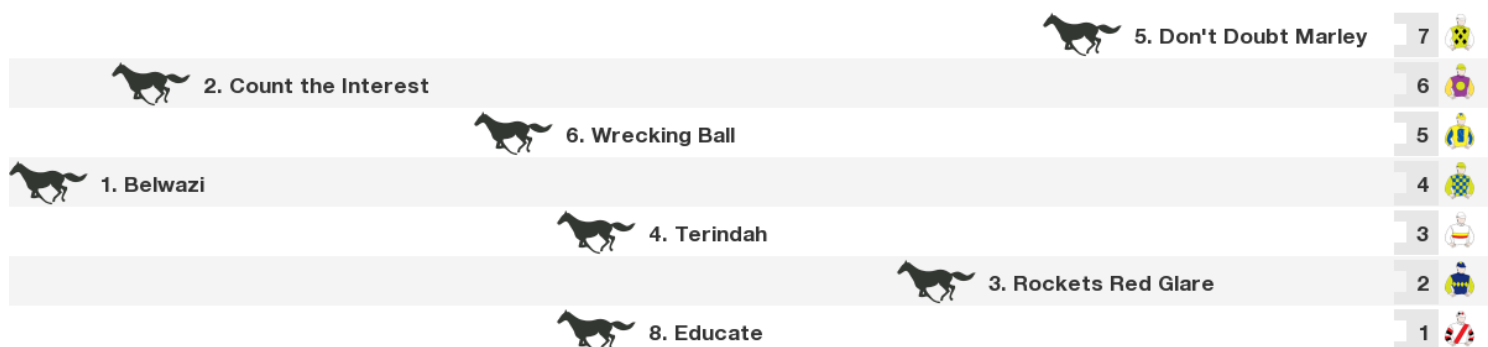 5. Don't Doubt Marley 7
2. Count the Interest 6
6. Wrecking Ball 5
1. Belwazi 4
4. Terindah 3
3. Rockets Red Glare 2
8. Educate 1